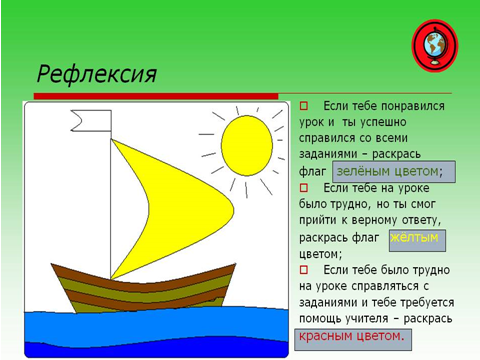 Рефлексия
Если тебе понравился
урок и ты успешно
справился со всеми
заданиями – раскрась
флаг зелёным цветом;
Если тебе на уроке
было трудно, но ты смог
прийти к верному ответу,
раскрась флаг жёлтым
цветом;
Если тебе было трудно
на уроке справляться с
заданиями и тебе требуется
помощь учителя – раскрась
красным цветом.